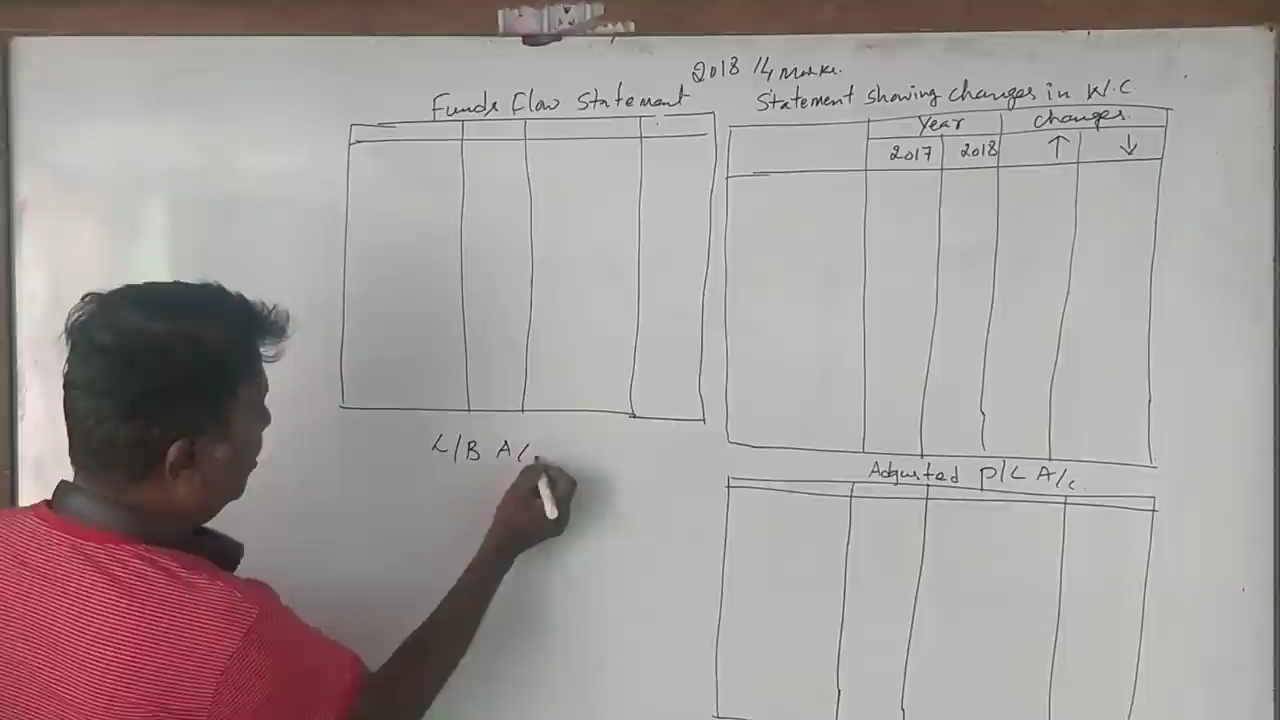 2018 14 marks.
Funds Flow Statement
Statement showing changes in W.C.
Year changes.
2017 2018 ↑ ↓
L/B A/c
Adjusted P/L A/c.